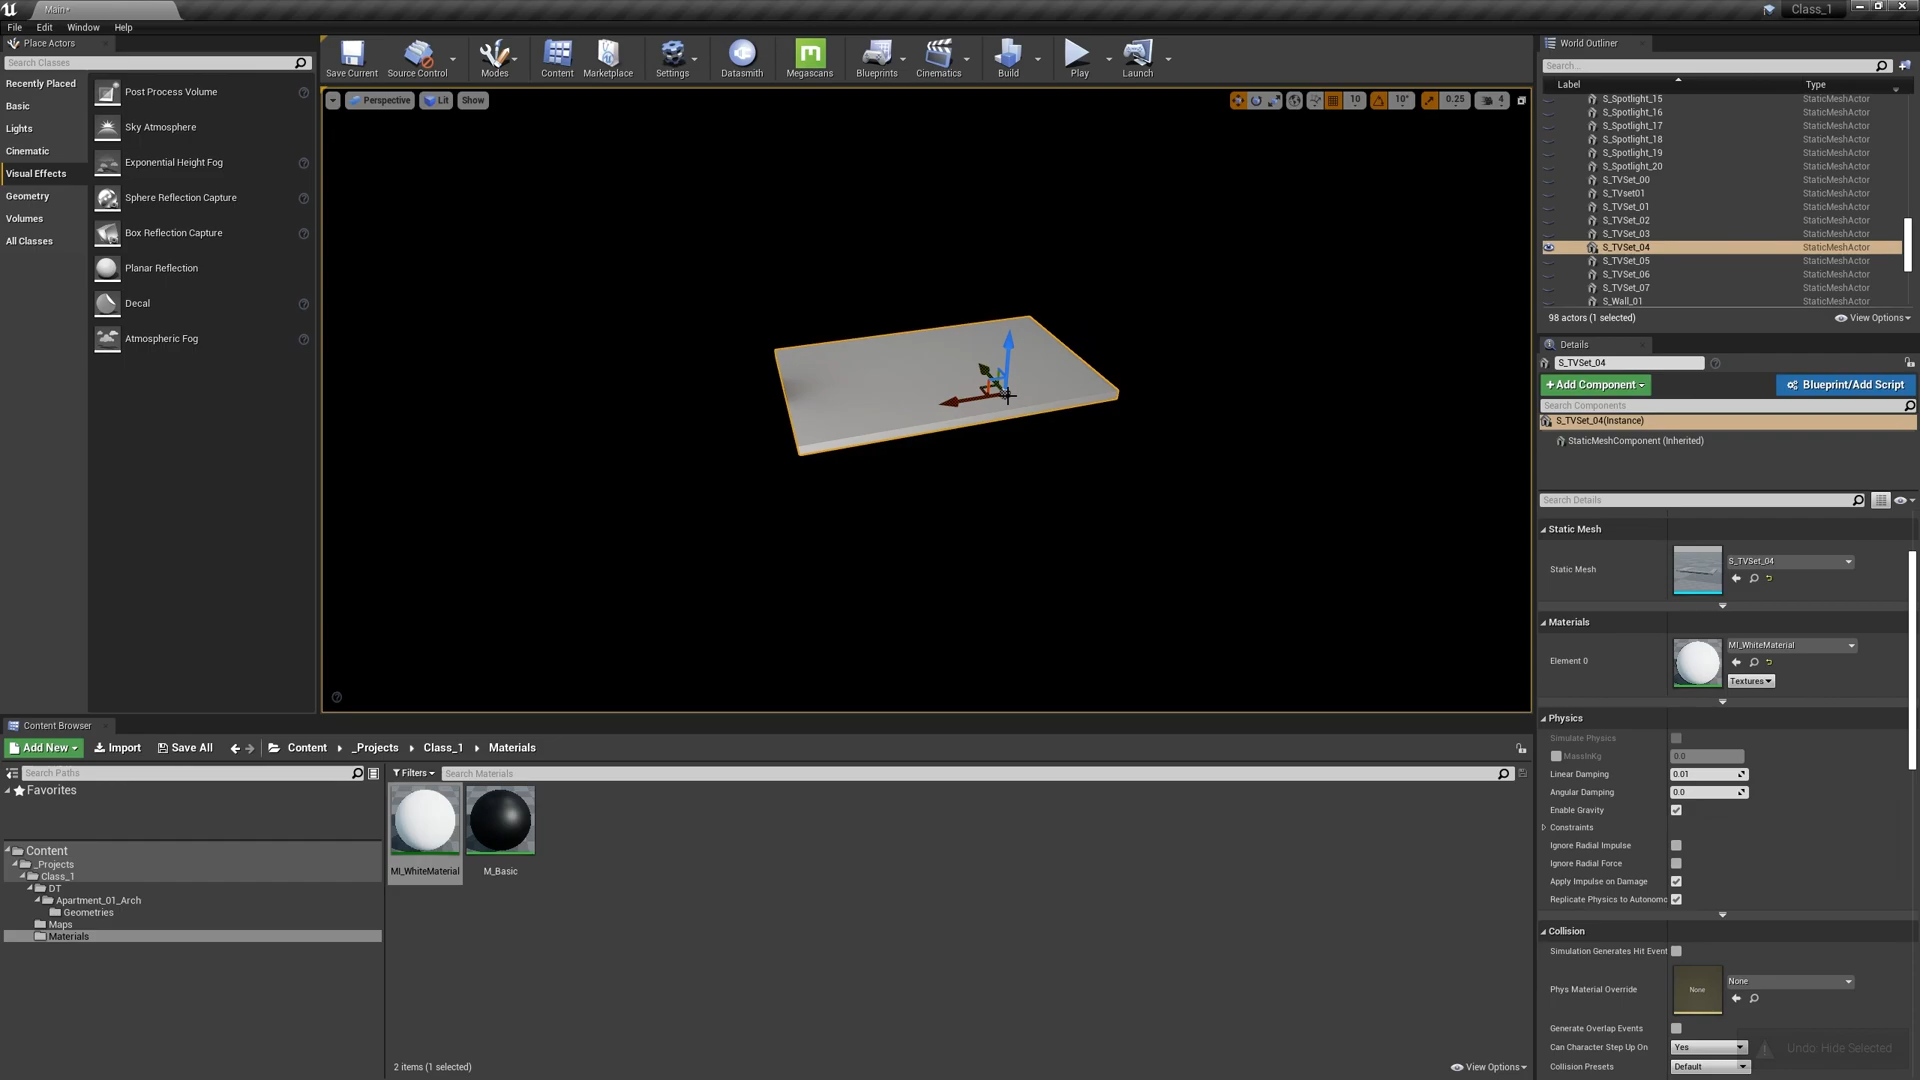 Main*
Class_1
File Edit Window Help
Place Actors
Search Classes
Recently Placed
Basic
Lights
Cinematic
Visual Effects
Geometry
Volumes
All Classes
Post Process Volume
Sky Atmosphere
Exponential Height Fog
Sphere Reflection Capture
Box Reflection Capture
Planar Reflection
Decal
Atmospheric Fog
Save Current Source Control Modes Content Marketplace Settings Datasmith Megascans Blueprints Cinematics Build Play Launch
Perspective Lit Show
10 10° 0.25 4
World Outliner
Search...
Label Type
S_Spotlight_15 StaticMeshActor
S_Spotlight_16 StaticMeshActor
S_Spotlight_17 StaticMeshActor
S_Spotlight_18 StaticMeshActor
S_Spotlight_19 StaticMeshActor
S_Spotlight_20 StaticMeshActor
S_TVSet_00 StaticMeshActor
S_TVset01 StaticMeshActor
S_TVSet_01 StaticMeshActor
S_TVSet_02 StaticMeshActor
S_TVSet_03 StaticMeshActor
S_TVSet_04 StaticMeshActor
S_TVSet_05 StaticMeshActor
S_TVSet_06 StaticMeshActor
S_TVSet_07 StaticMeshActor
S_Wall_01 StaticMeshActor
98 actors (1 selected) View Options
Details
S_TVSet_04
+Add Component Blueprint/Add Script
Search Components
S_TVSet_04(Instance)
StaticMeshComponent (Inherited)
Search Details
Static Mesh
Static Mesh S_TVSet_04
Materials
Element 0 MI_WhiteMaterial
Textures
Physics
Simulate Physics
MassInKg 0.0
Linear Damping 0.01
Angular Damping 0.0
Enable Gravity
Constraints
Ignore Radial Impulse
Ignore Radial Force
Apply Impulse on Damage
Replicate Physics to Autonomo
Collision
Simulation Generates Hit Event
Phys Material Override None None
Generate Overlap Events
Can Character Step Up On Yes
Collision Presets Default
Undo: Hide Selected
Content Browser
Add New Import Save All Content _Projects Class_1 Materials
Search Paths
Filters Search Materials
Favorites
Content
_Projects
Class_1
DT
Apartment_01_Arch
Geometries
Maps
Materials
MI_WhiteMaterial M_Basic
2 items (1 selected) View Options